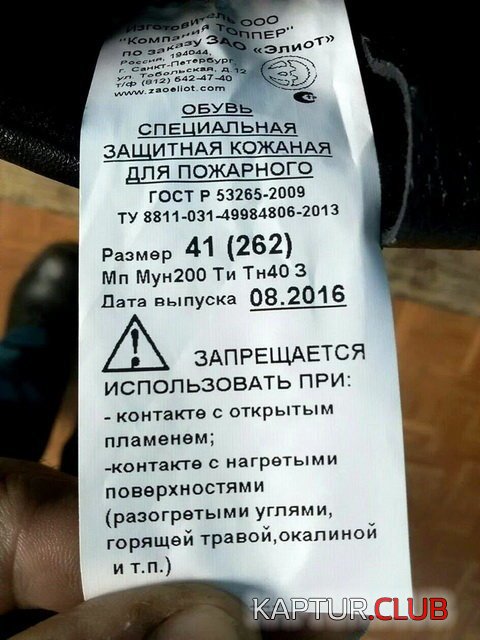 Изготовитель ООО
"Компания ТОППЕР"
по заказу ЗАО «Элиот»
Россия, 194044,
г. Санкт-Петербург,
ул. Тобольская, д.12
т/ф (812) 542-47-40
www.zaoeliot.com
ОБУВЬ
СПЕЦИАЛЬНАЯ
ЗАЩИТНАЯ КОЖАНАЯ
ДЛЯ ПОЖАРНОГО
ГОСТ Р 53265-2009
ТУ 8811-031-49984806-2013
Размер 41 (262)
Мп Мун200 Ти Тн40 З
Дата выпуска 08.2016
ЗАПРЕЩАЕТСЯ
ИСПОЛЬЗОВАТЬ ПРИ:
- контакте с открытым
пламенем;
-контакте с нагретыми
поверхностями
(разогретыми углями,
горящей травой,окалиной
и т.п.)
KAPTUR.CLUB